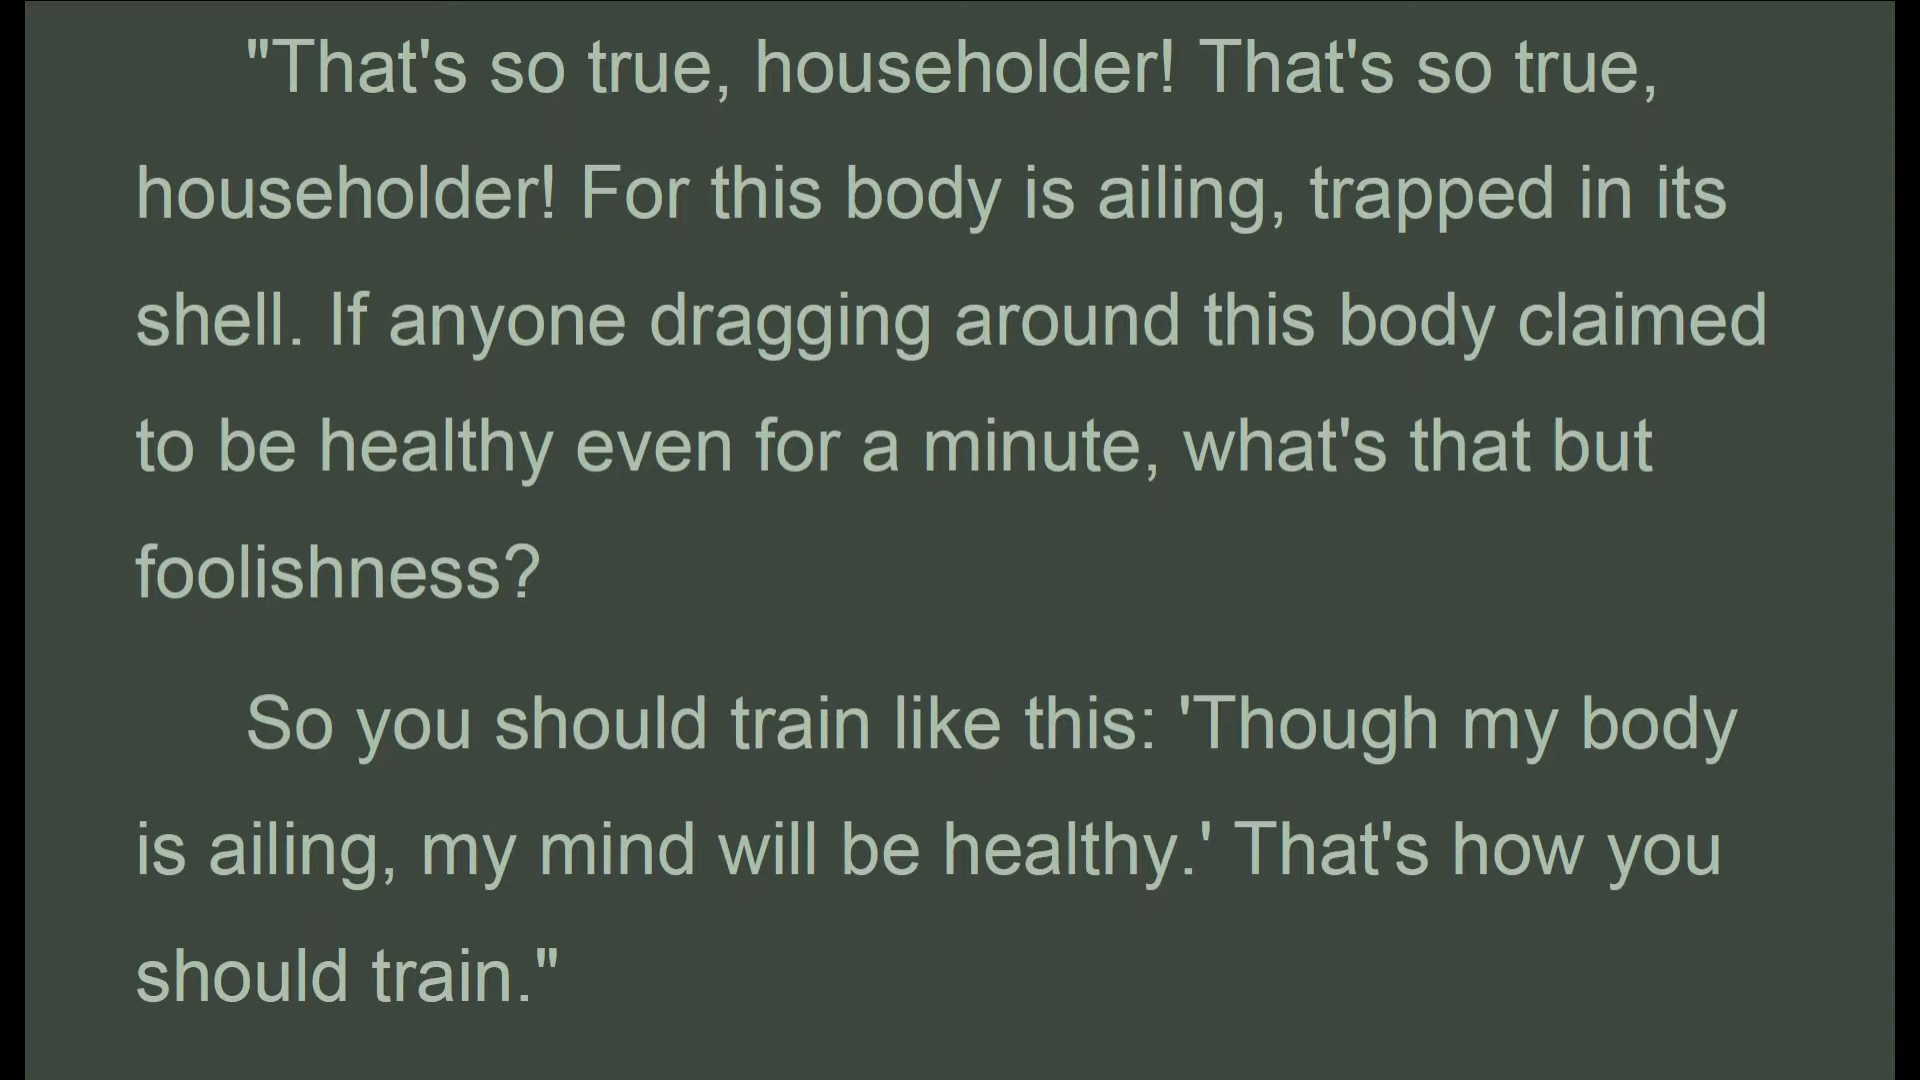 "That's so true, householder! That's so true,
householder! For this body is ailing, trapped in its
shell. If anyone dragging around this body claimed
to be healthy even for a minute, what's that but
foolishness?
So you should train like this: 'Though my body
is ailing, my mind will be healthy.' That's how you
should train."